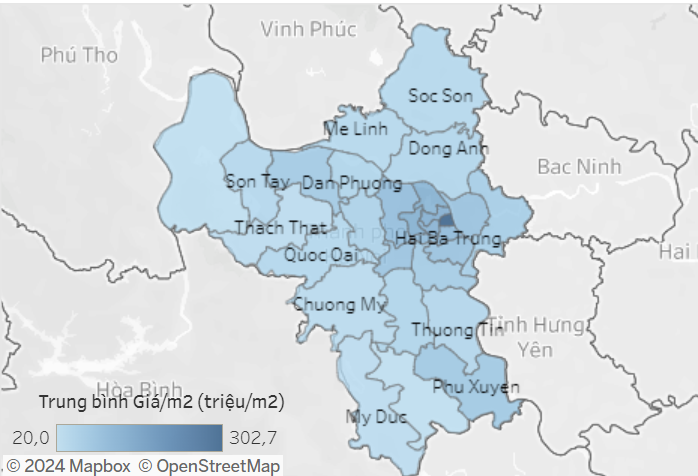 Vinh Phúc
Phú Tho
Soc Son
Me Linh
Dong Anh
Bac Ninh
Son Tay
Dan Phuong
Thach That
Hai Ba Trung
Hai
Quoc Oai
Chuong My
Thuong Tin
Tỉnh Hưng
Yên
Hòa Bình
Phu Xuyen
Trung bình Giá/m2 (triệu/m2)
My Duc
20,0
302,7
© 2024 Mapbox © OpenStreetMap